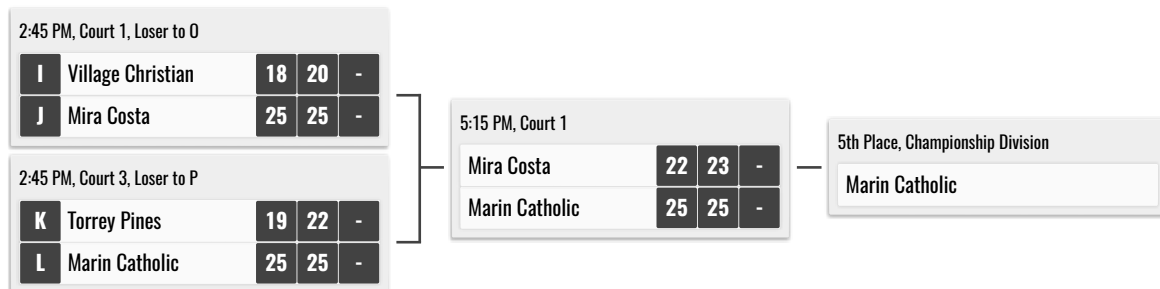 2:45 PM, Court 1, Loser to O
I Village Christian 18 20 -
J Mira Costa 25 25 -
2:45 PM, Court 3, Loser to P
K Torrey Pines 19 22 -
L Marin Catholic 25 25 -
5:15 PM, Court 1
Mira Costa 22 23 -
Marin Catholic 25 25 -
5th Place, Championship Division
Marin Catholic